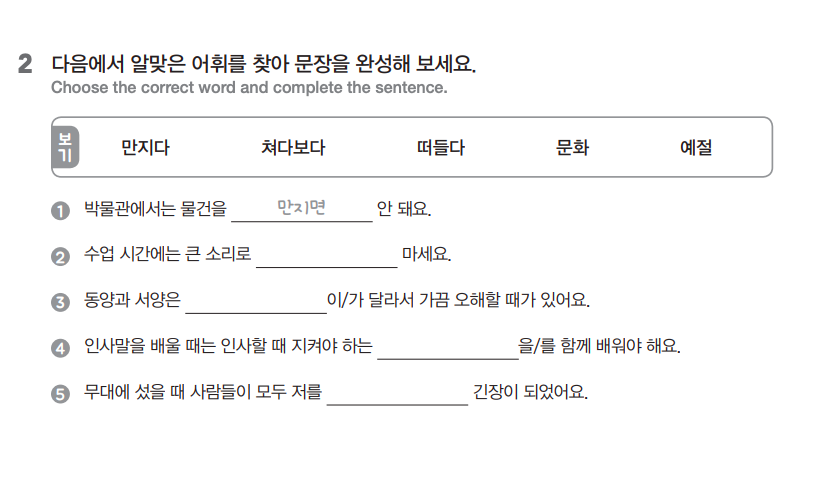 2 다음에서 알맞은 어휘를 찾아 문장을 완성해 보세요.
Choose the correct word and complete the sentence.
보기 만지다 쳐다보다 떠들다 문화 예절
1 박물관에서는 물건을 만지면 안 돼요.
2 수업 시간에는 큰 소리로 ______ 마세요.
3 동양과 서양은 ______이/가 달라서 가끔 오해할 때가 있어요.
4 인사말을 배울 때는 인사할 때 지켜야 하는 ______을/를 함께 배워야 해요.
5 무대에 섰을 때 사람들이 모두 저를 ______ 긴장이 되었어요.